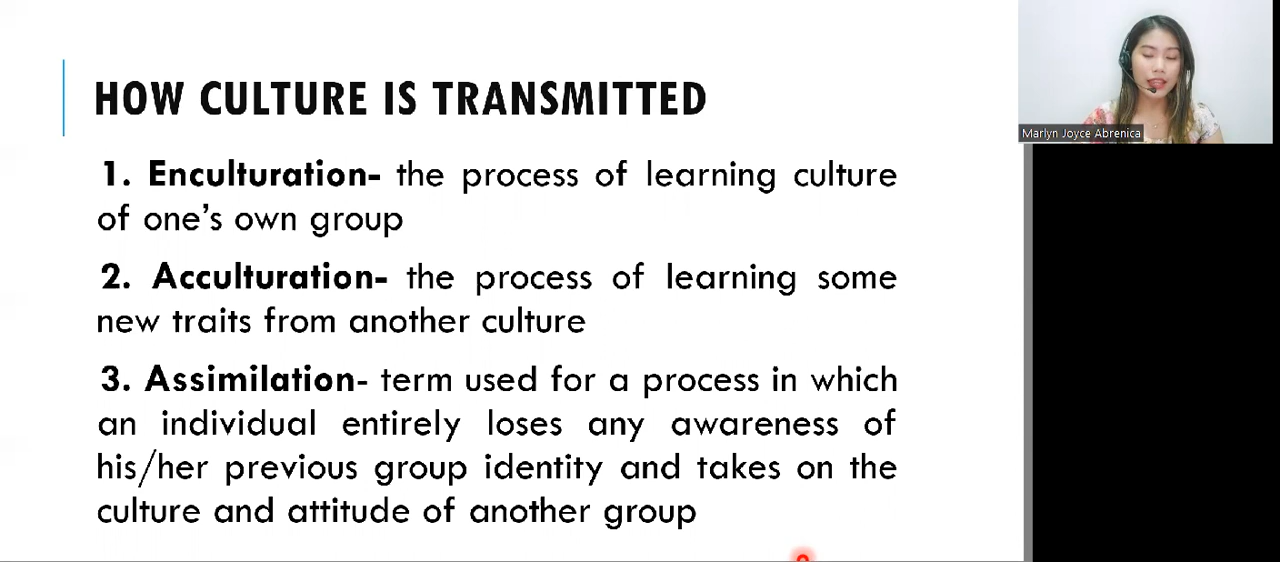 HOW CULTURE IS TRANSMITTED
1. Enculturation- the process of learning culture
of one’s own group
2. Acculturation- the process of learning some
new traits from another culture
3. Assimilation- term used for a process in which
an individual entirely loses any awareness of
his/her previous group identity and takes on the
culture and attitude of another group
Marlyn Joyce Abrenica